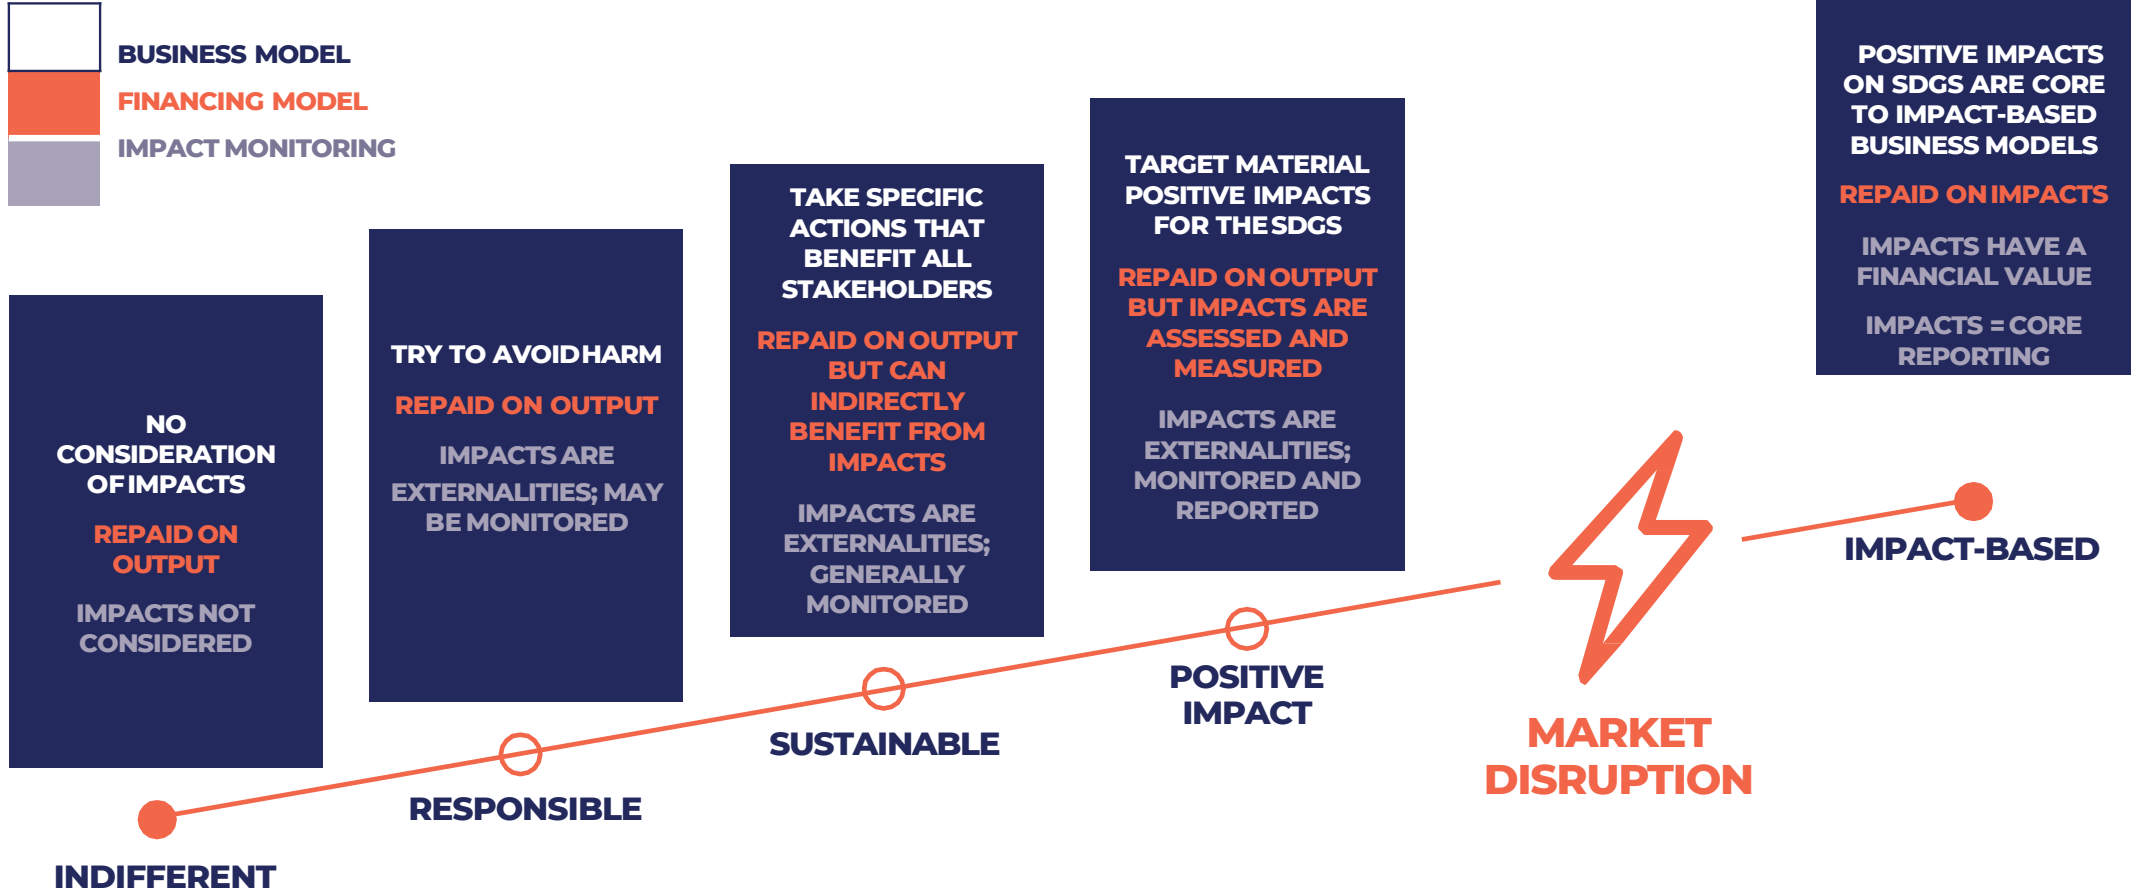 BUSINESS MODEL
FINANCING MODEL
IMPACT MONITORING
NO
CONSIDERATION
OF IMPACTS
REPAID ON
OUTPUT
IMPACTS NOT
CONSIDERED
INDIFFERENT
TRY TO AVOID HARM
REPAID ON OUTPUT
IMPACTS ARE
EXTERNALITIES; MAY
BE MONITORED
RESPONSIBLE
TAKE SPECIFIC
ACTIONS THAT
BENEFIT ALL
STAKEHOLDERS
REPAID ON OUTPUT
BUT CAN
INDIRECTLY
BENEFIT FROM
IMPACTS
IMPACTS ARE
EXTERNALITIES;
GENERALLY
MONITORED
SUSTAINABLE
TARGET MATERIAL
POSITIVE IMPACTS
FOR THE SDGS
REPAID ON OUTPUT
BUT IMPACTS ARE
ASSESSED AND
MEASURED
IMPACTS ARE
EXTERNALITIES;
MONITORED AND
REPORTED
POSITIVE
IMPACT
MARKET
DISRUPTION
POSITIVE IMPACTS
ON SDGS ARE CORE
TO IMPACT-BASED
BUSINESS MODELS
REPAID ON IMPACTS
IMPACTS HAVE A
FINANCIAL VALUE
IMPACTS = CORE
REPORTING
IMPACT-BASED